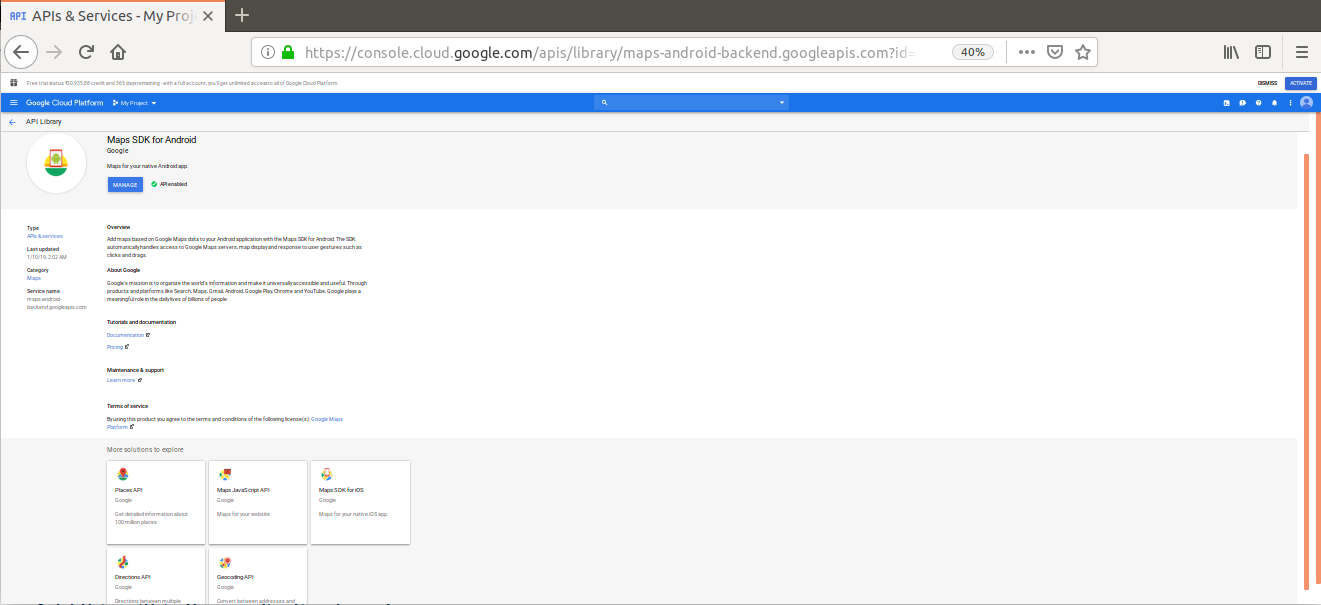 API APIs & Services - My Proj
https://console.cloud.google.com/apis/library/maps-android-backend.googleapis.com?id=
40%
Free trial status: ₹20,935.88 credit and 365 days remaining - with a full account, you'll get unlimited access to all of Google Cloud Platform.
DISMISS
ACTIVATE
Google Cloud Platform
My Project
API Library
Maps SDK for Android
Google
Maps for your native Android app.
MANAGE
API enabled
Type
APIs & services
Last updated
1/10/19, 2:02 AM
Category
Maps
Service name
maps-android-
backend.googleapis.com
Overview
Add maps based on Google Maps data to your Android application with the Maps SDK for Android. The SDK
automatically handles access to Google Maps servers, map display and response to user gestures such as
clicks and drags.
About Google
Google's mission is to organize the world's information and make it universally accessible and useful. Through
products and platforms like Search, Maps, Gmail, Android, Google Play, Chrome and YouTube, Google plays a
meaningful role in the daily lives of billions of people.
Tutorials and documentation
Documentation
Pricing
Maintenance & support
Learn more
Terms of service
By using this product you agree to the terms and conditions of the following license(s): Google Maps
Platform
More solutions to explore
Places API
Google
Get detailed information about
100 million places
Maps JavaScript API
Google
Maps for your website
Maps SDK for iOS
Google
Maps for your native iOS app.
Directions API
Google
Directions between multiple
Geocoding API
Google
Convert between addresses and